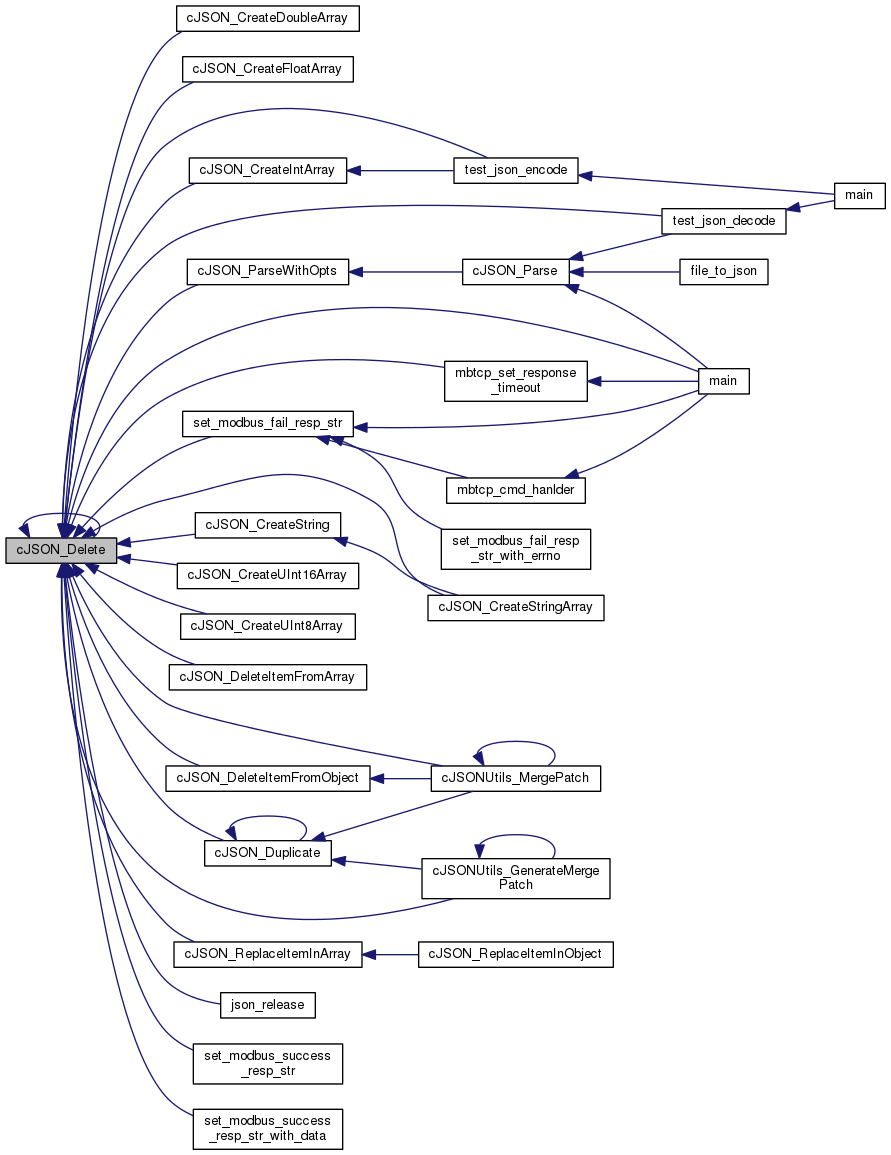 cJSON_CreateDoubleArray
cJSON_CreateFloatArray
cJSON_CreateIntArray
test_json_encode
main
test_json_decode
cJSON_ParseWithOpts
cJSON_Parse
file_to_json
mbtcp_set_response
_timeout
main
set_modbus_fail_resp_str
mbtcp_cmd_hanlder
cJSON_Delete
cJSON_CreateString
set_modbus_fail_resp
_str_with_errno
cJSON_CreateUInt16Array
cJSON_CreateStringArray
cJSON_CreateUInt8Array
cJSON_DeleteItemFromArray
cJSON_DeleteItemFromObject
cJSONUtils_MergePatch
cJSON_Duplicate
cJSONUtils_GenerateMerge
Patch
cJSON_ReplaceItemInArray
cJSON_ReplaceItemInObject
json_release
set_modbus_success
_resp_str
set_modbus_success
_resp_str_with_data